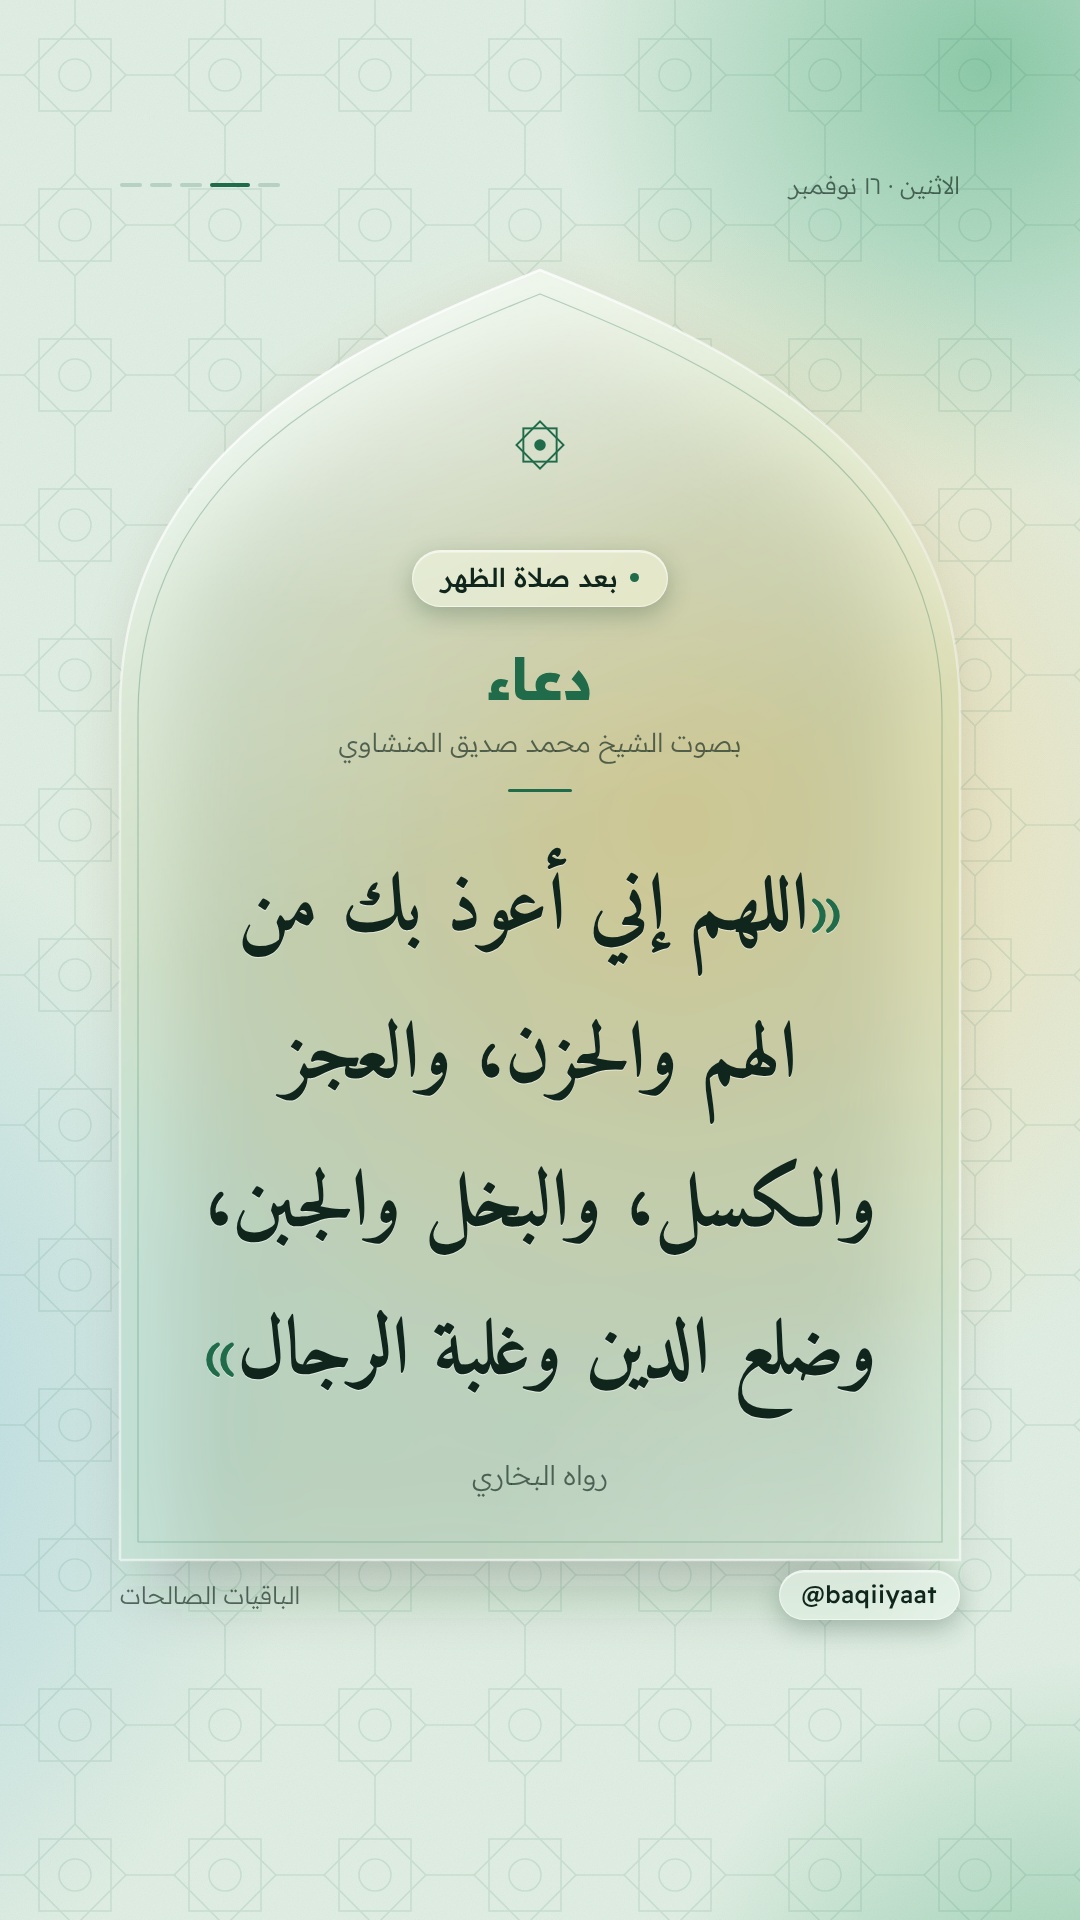 الاثنين · ١٦ نوفمبر
بعد صلاة الظهر
دعاء
بصوت الشيخ محمد صديق المنشاوي
«اللهم إني أعوذ بك من
الهم والحزن، والعجز
والكسل، والبخل والجبن،
وضلع الدين وغلبة الرجال»
رواه البخاري
@baqiiyaat
الباقيات الصالحات